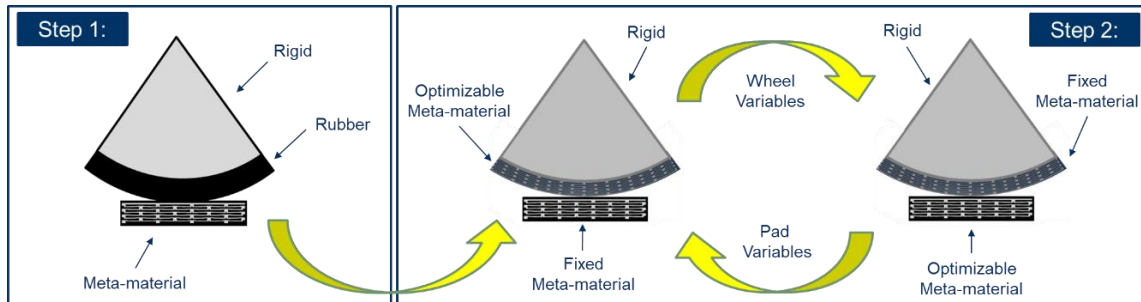 Step 1:
Rigid
Rubber
Meta-material
Step 2:
Rigid
Optimizable
Meta-material
Fixed
Meta-material
Wheel
Variables
Rigid
Fixed
Meta-material
Pad
Variables
Optimizable
Meta-material